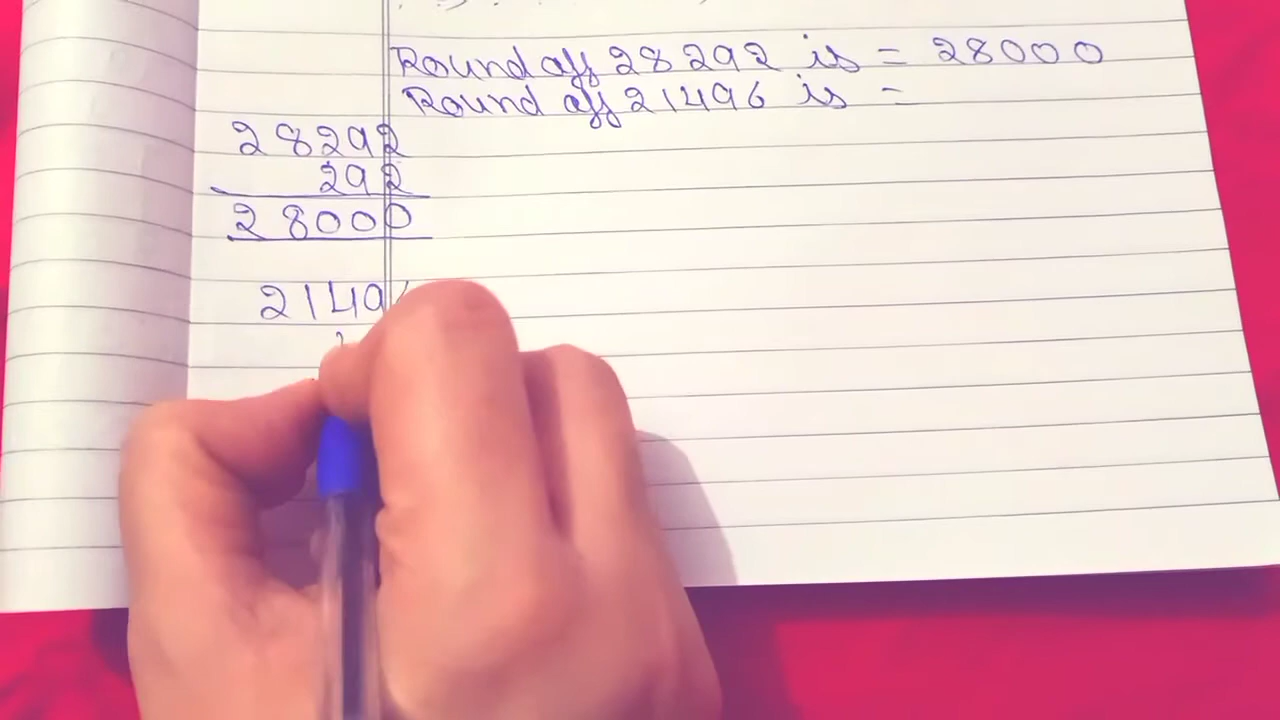 Round off 28292 is = 28000
Round off 21496 is =
28292
292
28000
2149